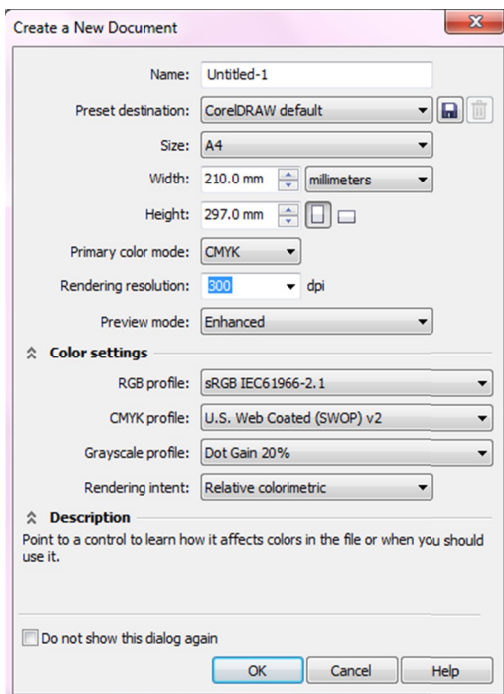 Create a New Document
Name: Untitled-1
Preset destination: CorelDRAW default
Size: A4
Width: 210.0 mm millimeters
Height: 297.0 mm
Primary color mode: CMYK
Rendering resolution: 300 dpi
Preview mode: Enhanced
Color settings
RGB profile: sRGB IEC61966-2.1
CMYK profile: U.S. Web Coated (SWOP) v2
Grayscale profile: Dot Gain 20%
Rendering intent: Relative colorimetric
Description
Point to a control to learn how it affects colors in the file or when you should
use it.
Do not show this dialog again
OK Cancel Help